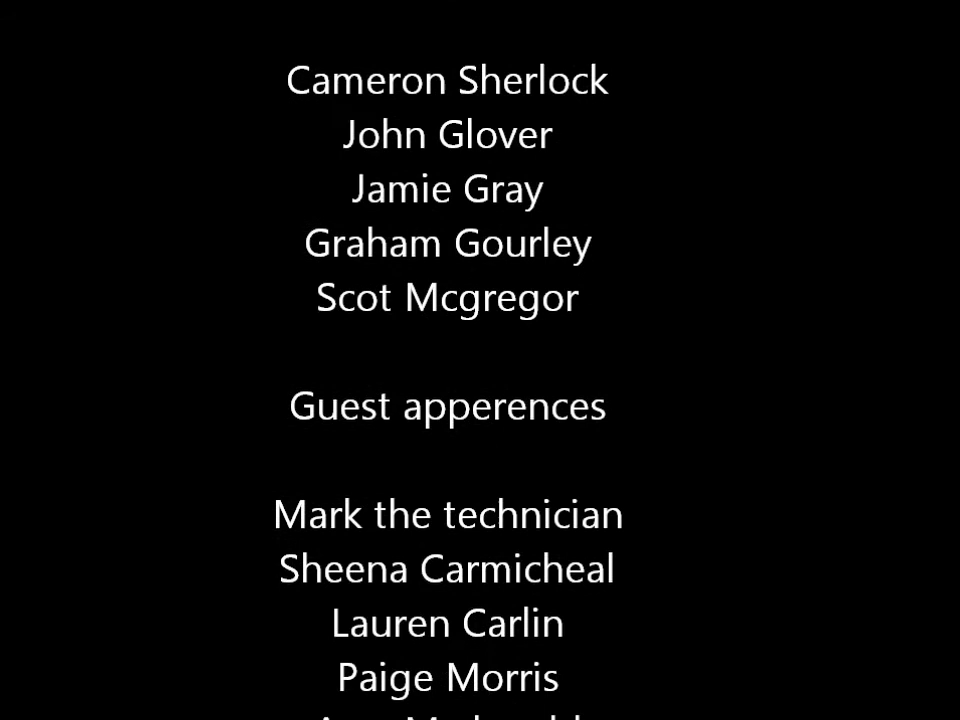 Cameron Sherlock
John Glover
Jamie Gray
Graham Gourley
Scot Mcgregor
Guest apperences
Mark the technician
Sheena Carmicheal
Lauren Carlin
Paige Morris